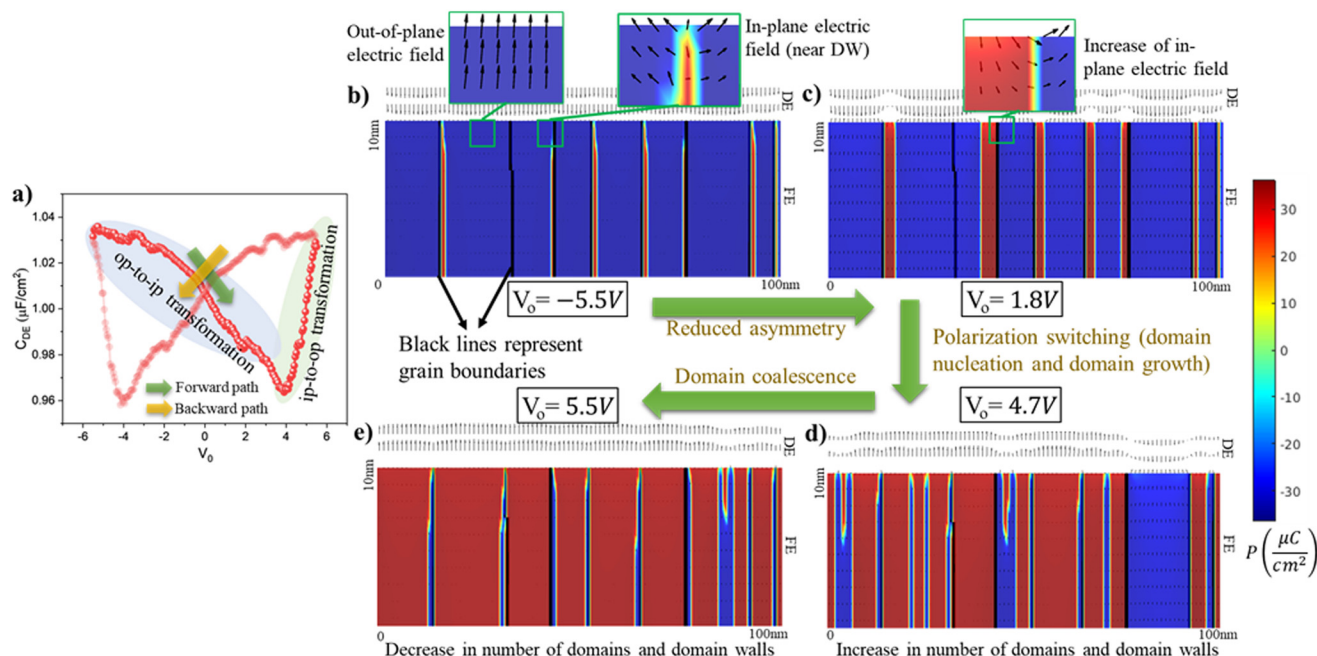 Out-of-plane
electric field
In-plane
electric
field (near DW)
Increase of in-
plane electric field
b)
DE
10nm
FE
0
100nm
c)
DE
10nm
FE
0
100nm
a)
C_DE (µF/cm²)
1.04
1.02
1.00
0.98
0.96
-6
-4
-2
0
2
4
6
V_0
op-to-ip transformation
ip-to-op transformation
Forward path
Backward path
Black lines represent
grain boundaries
V_o = −5.5V
Reduced asymmetry
V_o = 1.8V
Polarization switching (domain
nucleation and domain growth)
Domain coalescence
V_o = 5.5V
V_o = 4.7V
30
20
10
0
-10
-20
-30
P (µC/cm²)
e)
DE
10nm
FE
0
100nm
Decrease in number of domains and domain walls
d)
DE
10nm
FE
0
100nm
Increase in number of domains and domain walls